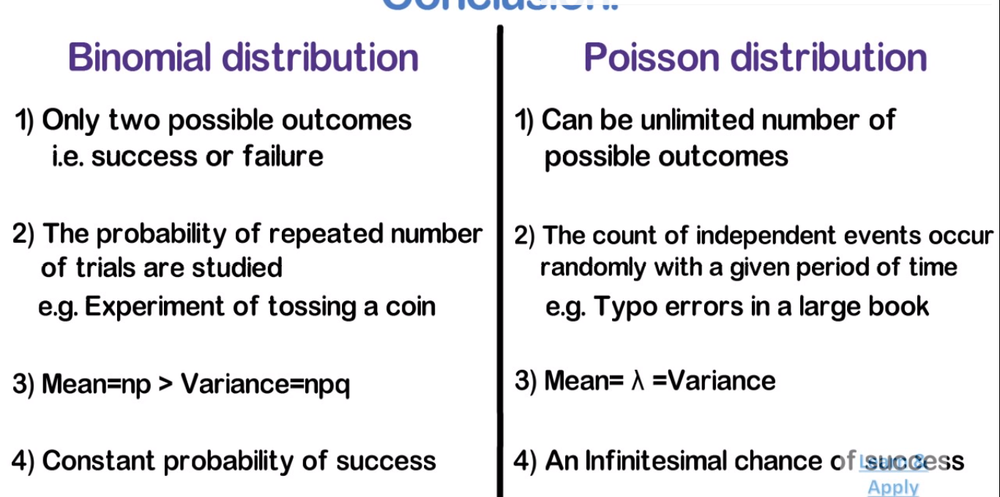 Conclusion:
Binomial distribution
1) Only two possible outcomes
i.e. success or failure
2) The probability of repeated number
of trials are studied
e.g. Experiment of tossing a coin
3) Mean=np > Variance=npq
4) Constant probability of success
Poisson distribution
1) Can be unlimited number of
possible outcomes
2) The count of independent events occur
randomly with a given period of time
e.g. Typo errors in a large book
3) Mean= λ =Variance
4) An Infinitesimal chance of success
Learn &
Apply